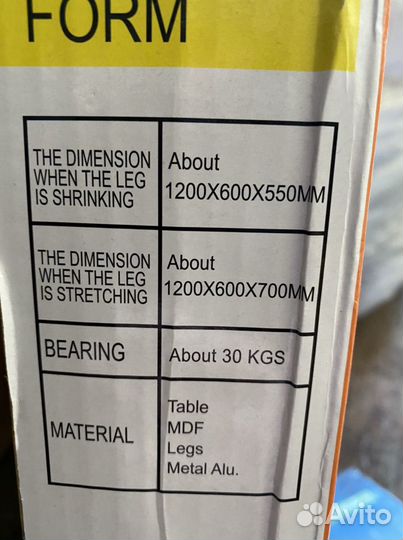 FORM
THE DIMENSION
WHEN THE LEG
IS SHRINKING
About
1200X600X550MM
THE DIMENSION
WHEN THE LEG
IS STRETCHING
About
1200X600X700MM
BEARING
About 30 KGS
MATERIAL
Table
MDF
Legs
Metal Alu.
Avito